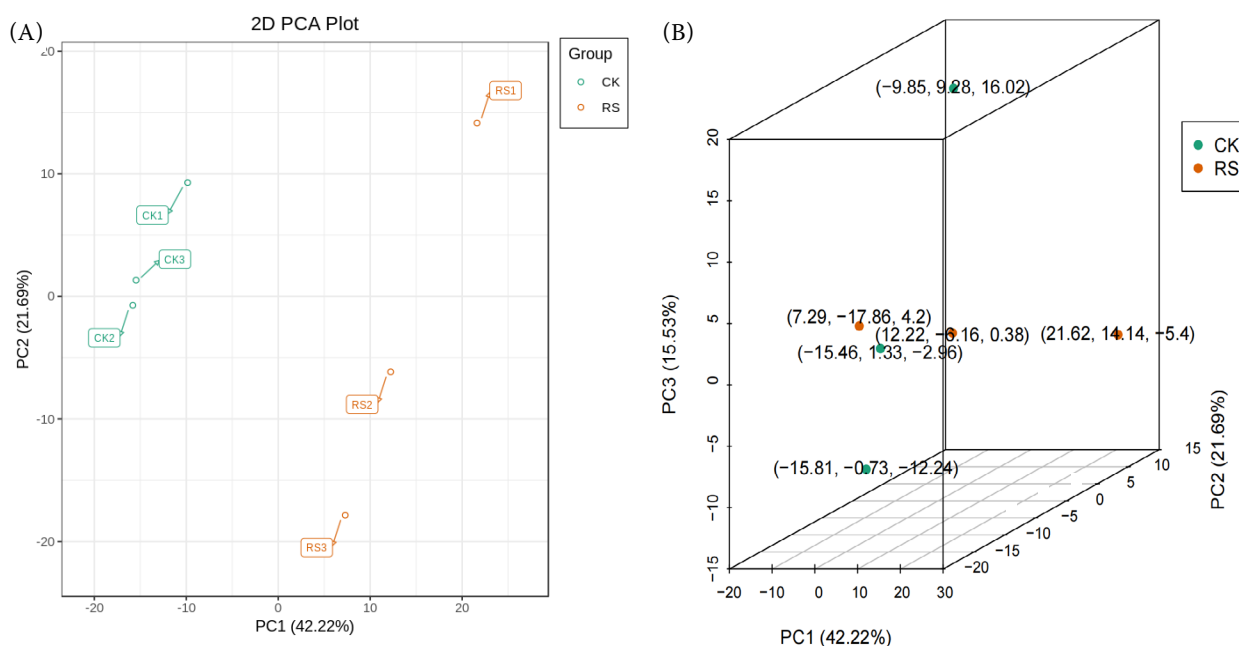 (A)
2D PCA Plot
20
10
0
-10
-20
-20
-10
0
10
20
PC1 (42.22%)
PC2 (21.69%)
RS1
CK1
CK3
CK2
RS2
RS3
Group
CK
RS
(B)
(−9.85, 9.28, 16.02)
(7.29, −17.86, 4.2)
(12.22, −6.16, 0.38)
(21.62, 14.14, −5.4)
(−15.46, 1.33, −2.96)
(−15.81, −0.73, −12.24)
20
15
10
5
0
−5
−10
−15
PC3 (15.53%)
−20
−10
0
10
20
30
PC1 (42.22%)
−20
−15
−10
−5
0
5
10
15
PC2 (21.69%)
CK
RS